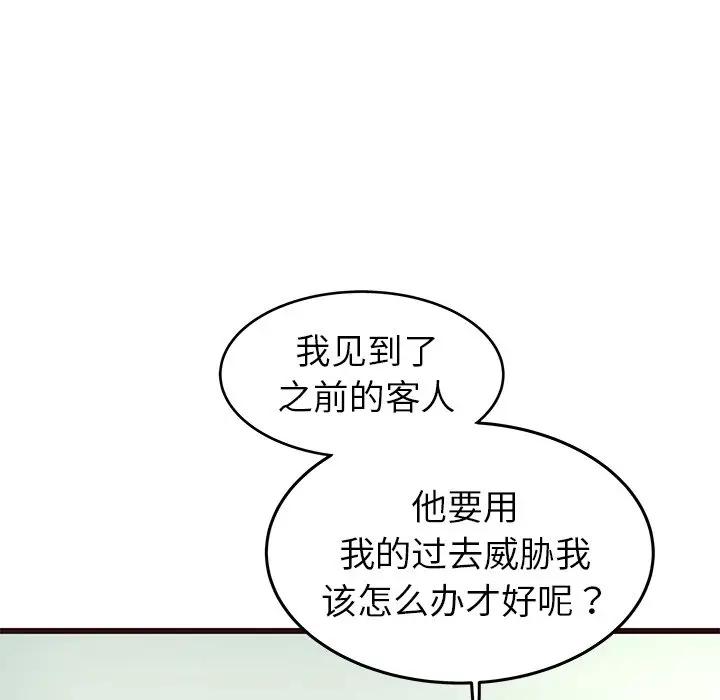 我见到了
之前的客人
他要用
我的过去威胁我
该怎么办才好呢？